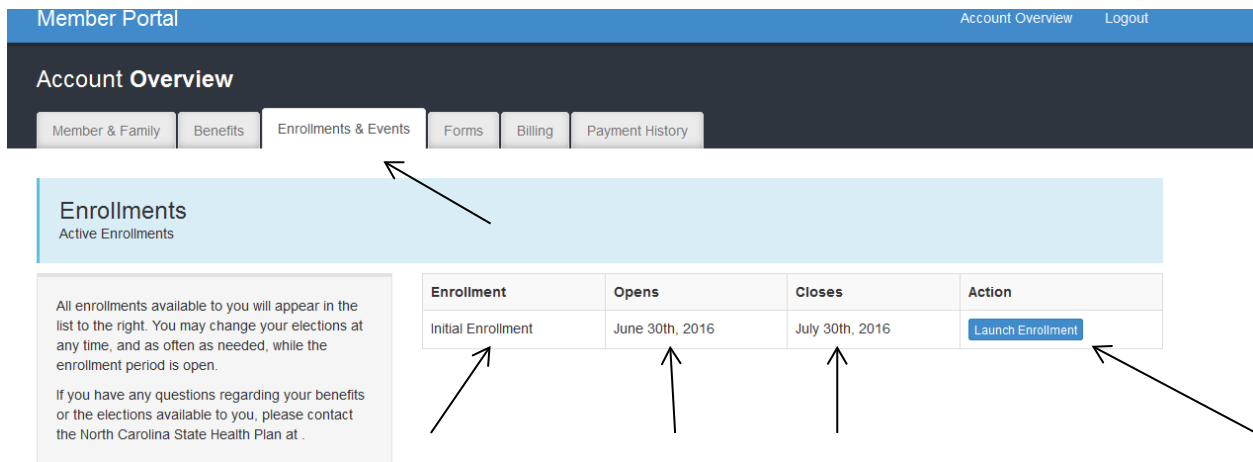 Member Portal
Account Overview Logout
Account Overview
Member & Family Benefits Enrollments & Events Forms Billing Payment History
Enrollments
Active Enrollments
All enrollments available to you will appear in the
list to the right. You may change your elections at
any time, and as often as needed, while the
enrollment period is open.
If you have any questions regarding your benefits
or the elections available to you, please contact
the North Carolina State Health Plan at .
Enrollment Opens Closes Action
Initial Enrollment June 30th, 2016 July 30th, 2016 Launch Enrollment